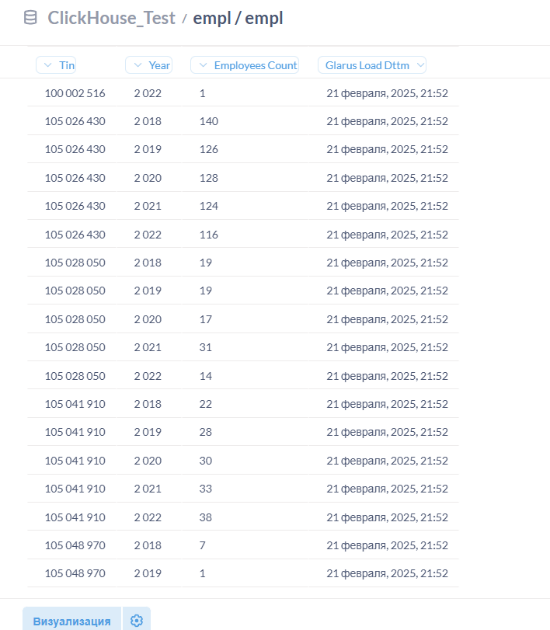 ClickHouse_Test / empl / empl
Tin Year Employees Count Glarus Load Dttm
100 002 516 2 022 1 21 февраля, 2025, 21:52
105 026 430 2 018 140 21 февраля, 2025, 21:52
105 026 430 2 019 126 21 февраля, 2025, 21:52
105 026 430 2 020 128 21 февраля, 2025, 21:52
105 026 430 2 021 124 21 февраля, 2025, 21:52
105 026 430 2 022 116 21 февраля, 2025, 21:52
105 028 050 2 018 19 21 февраля, 2025, 21:52
105 028 050 2 019 19 21 февраля, 2025, 21:52
105 028 050 2 020 17 21 февраля, 2025, 21:52
105 028 050 2 021 31 21 февраля, 2025, 21:52
105 028 050 2 022 14 21 февраля, 2025, 21:52
105 041 910 2 018 22 21 февраля, 2025, 21:52
105 041 910 2 019 28 21 февраля, 2025, 21:52
105 041 910 2 020 30 21 февраля, 2025, 21:52
105 041 910 2 021 33 21 февраля, 2025, 21:52
105 041 910 2 022 38 21 февраля, 2025, 21:52
105 048 970 2 018 7 21 февраля, 2025, 21:52
105 048 970 2 019 1 21 февраля, 2025, 21:52
Визуализация